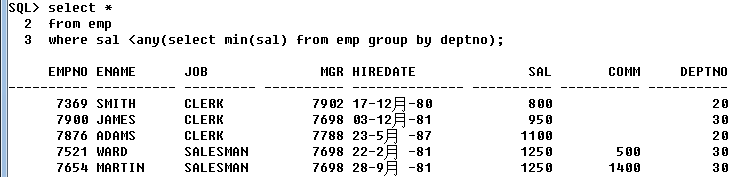 SQL> select *
  2  from emp
  3  where sal <any(select min(sal) from emp group by deptno);
     EMPNO ENAME      JOB              MGR HIREDATE              SAL       COMM     DEPTNO
---------- ---------- --------- ---------- -------------- ---------- ---------- ----------
      7369 SMITH      CLERK           7902 17-12月-80            800                    20
      7900 JAMES      CLERK           7698 03-12月-81            950                    30
      7876 ADAMS      CLERK           7788 23-5月 -87           1100                    20
      7521 WARD       SALESMAN        7698 22-2月 -81           1250        500         30
      7654 MARTIN     SALESMAN        7698 28-9月 -81           1250       1400         30